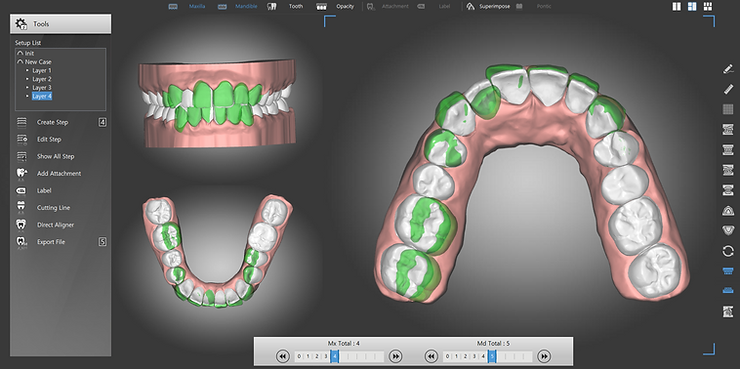 Maxilla
Mandible
Tooth
Opacity
Attachment
Label
Superimpose
Pontic
Tools
Setup List
Init
New Case
Layer 1
Layer 2
Layer 3
Layer 4
Create Step 4
Edit Step
Show All Step
Add Attachment
Label
Cutting Line
Direct Aligner
Export File 5
Mx Total : 4
Md Total : 5
0 1 2 3 4
0 1 2 3 4 5